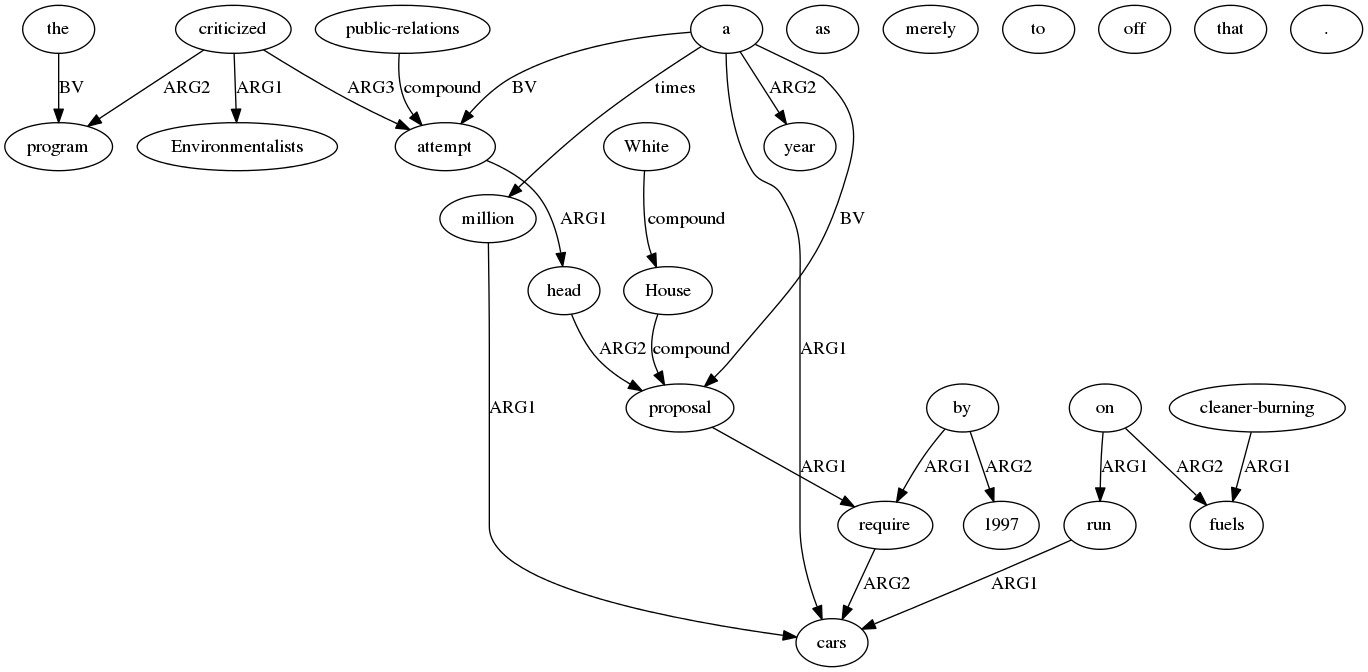 the
criticized
public-relations
a
as
merely
to
off
that
.
BV
ARG2
ARG1
ARG3
compound
BV
times
ARG2
program
Environmentalists
attempt
White
year
million
ARG1
compound
BV
head
House
ARG2
compound
ARG1
ARG1
proposal
by
on
cleaner-burning
ARG1
ARG1
ARG2
ARG1
ARG2
ARG1
require
1997
run
fuels
ARG2
ARG1
cars